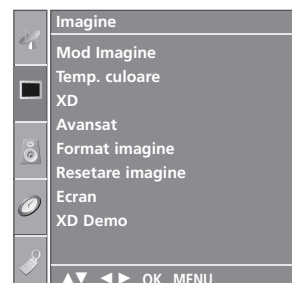 Imagine
Mod Imagine
Temp. culoare
XD
Avansat
Format imagine
Resetare imagine
Ecran
XD Demo
▲▼ ◄► OK MENU